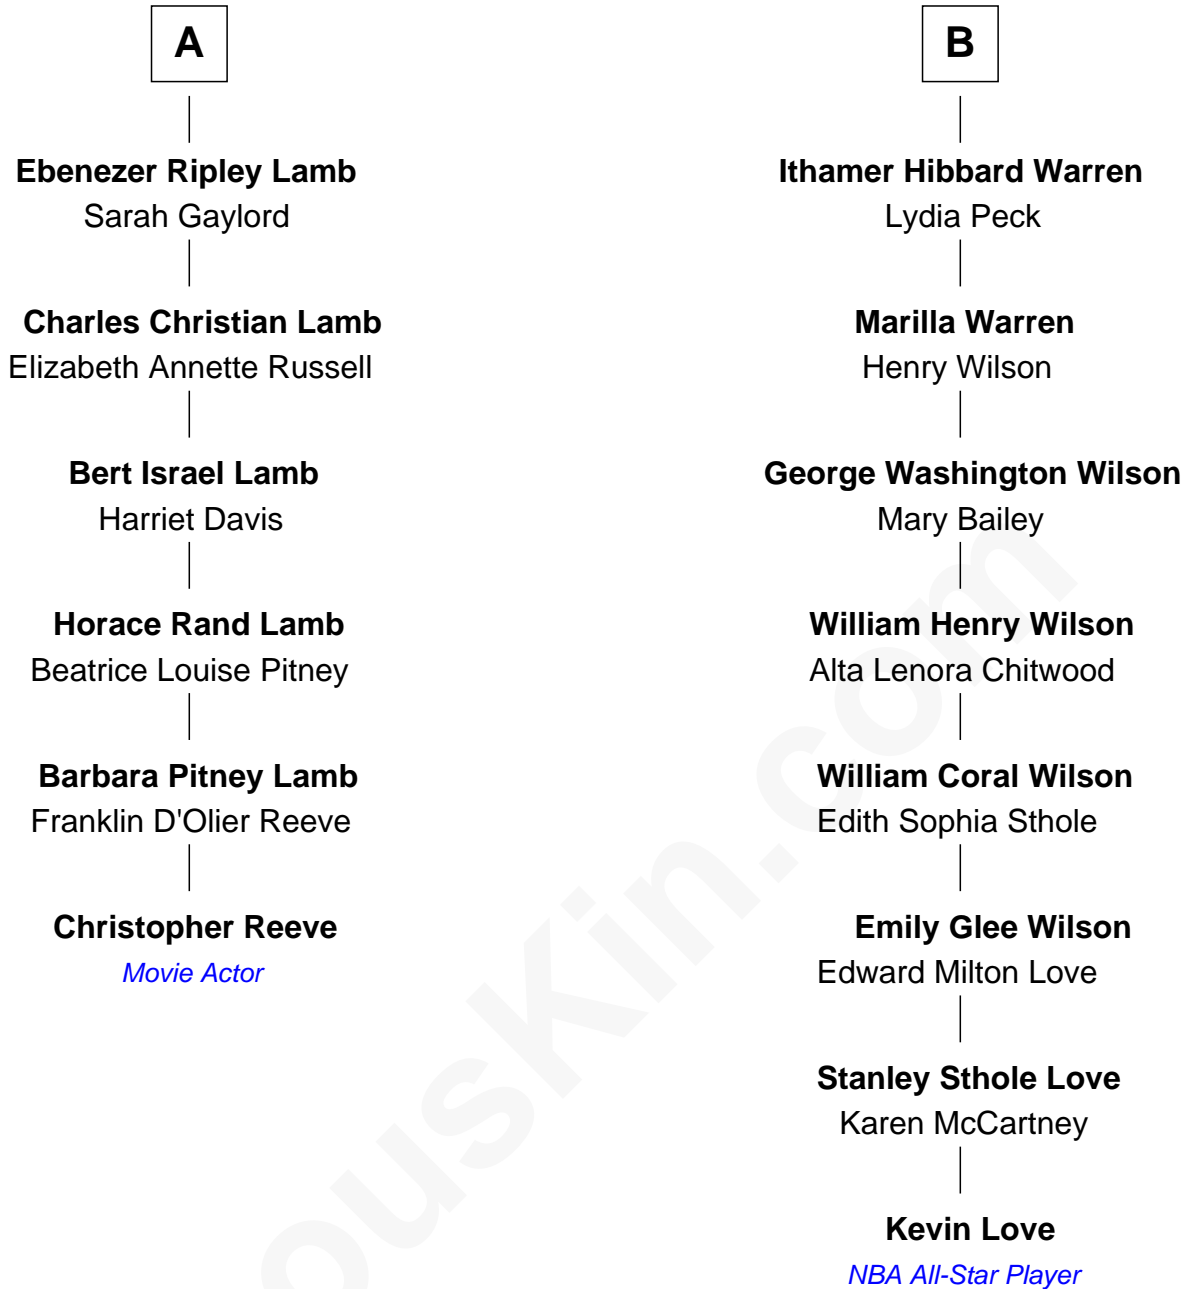 A
Ebenezer Ripley Lamb
Sarah Gaylord
Charles Christian Lamb
Elizabeth Annette Russell
Bert Israel Lamb
Harriet Davis
Horace Rand Lamb
Beatrice Louise Pitney
Barbara Pitney Lamb
Franklin D'Olier Reeve
Christopher Reeve
Movie Actor
B
Ithamer Hibbard Warren
Lydia Peck
Marilla Warren
Henry Wilson
George Washington Wilson
Mary Bailey
William Henry Wilson
Alta Lenora Chitwood
William Coral Wilson
Edith Sophia Sthole
Emily Glee Wilson
Edward Milton Love
Stanley Sthole Love
Karen McCartney
Kevin Love
NBA All-Star Player
ousKin.com